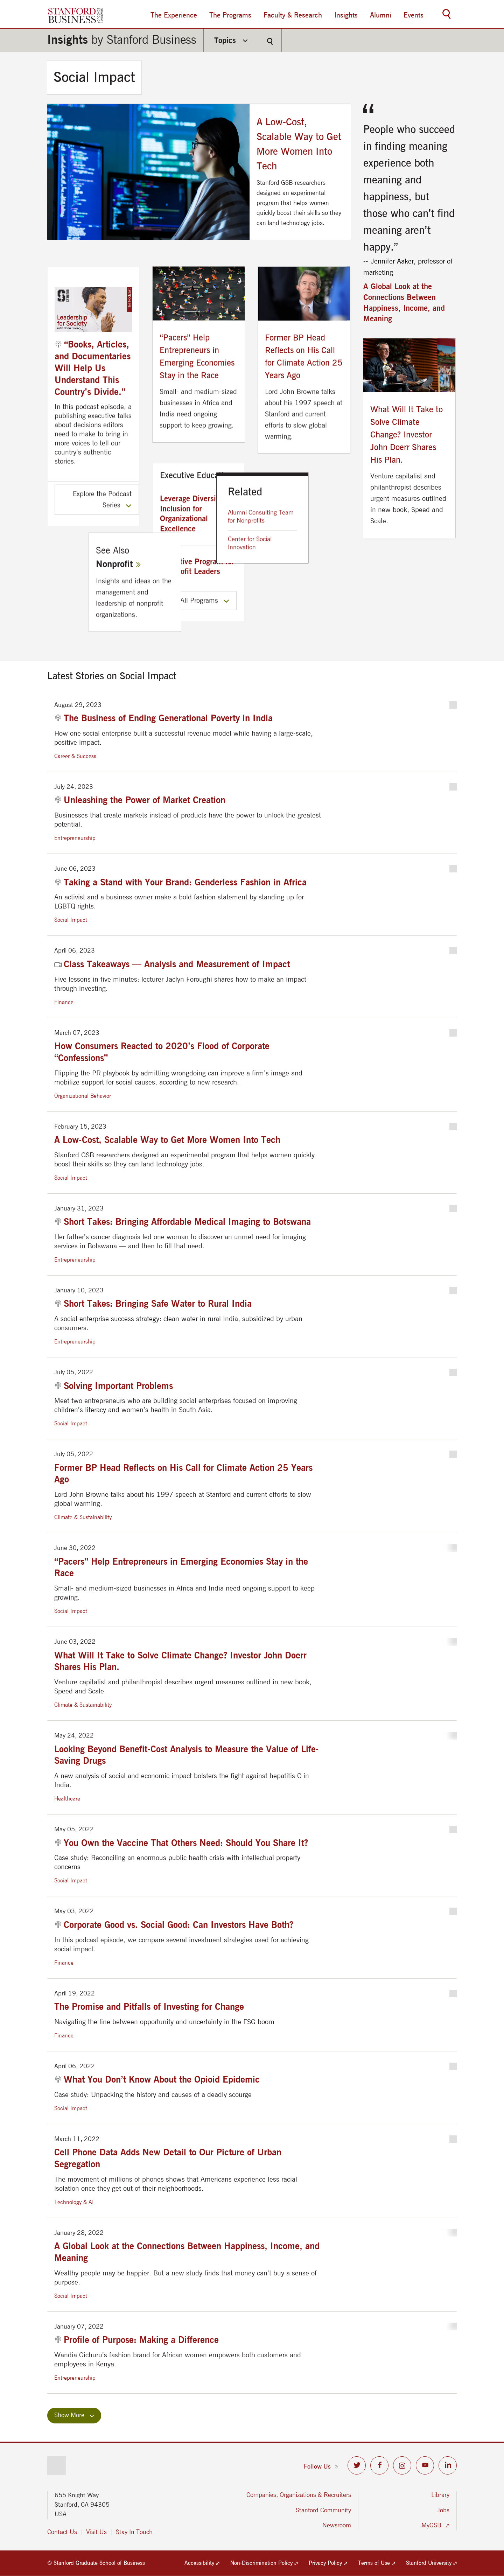 STANFORD
BUSINESS
The Experience
The Programs
Faculty & Research
Insights
Alumni
Events
Insights by Stanford Business
Topics
Social Impact
A Low-Cost,
Scalable Way to Get
More Women Into
Tech
Stanford GSB researchers
designed an experimental
program that helps women
quickly boost their skills so they
can land technology jobs.
“
People who succeed
in finding meaning
experience both
meaning and
happiness, but
those who can’t find
meaning aren’t
happy.”
— Jennifer Aaker, professor of
marketing
A Global Look at the
Connections Between
Happiness, Income, and
Meaning
Leadership
for Society
“Books, Articles,
and Documentaries
Will Help Us
Understand This
Country’s Divide.”
In this podcast episode, a
publishing executive talks
about decisions editors
need to make to bring in
more voices to tell our
country’s authentic
stories.
Explore the Podcast
Series
“Pacers” Help
Entrepreneurs in
Emerging Economies
Stay in the Race
Small- and medium-sized
businesses in Africa and
India need ongoing
support to keep growing.
Former BP Head
Reflects on His Call
for Climate Action 25
Years Ago
Lord John Browne talks
about his 1997 speech at
Stanford and current
efforts to slow global
warming.
What Will It Take to
Solve Climate
Change? Investor
John Doerr Shares
His Plan.
Venture capitalist and
philanthropist describes
urgent measures outlined
in new book, Speed and
Scale.
Executive Educa
Leverage Diversi
Inclusion for
Organizational
Excellence
tive Program for
ofit Leaders
All Programs
Related
Alumni Consulting Team
for Nonprofits
Center for Social
Innovation
See Also
Nonprofit »
Insights and ideas on the
management and
leadership of nonprofit
organizations.
Latest Stories on Social Impact
August 29, 2023
The Business of Ending Generational Poverty in India
How one social enterprise built a successful revenue model while having a large-scale,
positive impact.
Career & Success
July 24, 2023
Unleashing the Power of Market Creation
Businesses that create markets instead of products have the power to unlock the greatest
potential.
Entrepreneurship
June 06, 2023
Taking a Stand with Your Brand: Genderless Fashion in Africa
An activist and a business owner make a bold fashion statement by standing up for
LGBTQ rights.
Social Impact
April 06, 2023
Class Takeaways — Analysis and Measurement of Impact
Five lessons in five minutes: lecturer Jaclyn Foroughi shares how to make an impact
through investing.
Finance
March 07, 2023
How Consumers Reacted to 2020’s Flood of Corporate
“Confessions”
Flipping the PR playbook by admitting wrongdoing can improve a firm’s image and
mobilize support for social causes, according to new research.
Organizational Behavior
February 15, 2023
A Low-Cost, Scalable Way to Get More Women Into Tech
Stanford GSB researchers designed an experimental program that helps women quickly
boost their skills so they can land technology jobs.
Social Impact
January 31, 2023
Short Takes: Bringing Affordable Medical Imaging to Botswana
Her father’s cancer diagnosis led one woman to discover an unmet need for imaging
services in Botswana — and then to fill that need.
Entrepreneurship
January 10, 2023
Short Takes: Bringing Safe Water to Rural India
A social enterprise success strategy: clean water in rural India, subsidized by urban
consumers.
Entrepreneurship
July 05, 2022
Solving Important Problems
Meet two entrepreneurs who are building social enterprises focused on improving
children’s literacy and women’s health in South Asia.
Social Impact
July 05, 2022
Former BP Head Reflects on His Call for Climate Action 25 Years
Ago
Lord John Browne talks about his 1997 speech at Stanford and current efforts to slow
global warming.
Climate & Sustainability
June 30, 2022
“Pacers” Help Entrepreneurs in Emerging Economies Stay in the
Race
Small- and medium-sized businesses in Africa and India need ongoing support to keep
growing.
Social Impact
June 03, 2022
What Will It Take to Solve Climate Change? Investor John Doerr
Shares His Plan.
Venture capitalist and philanthropist describes urgent measures outlined in new book,
Speed and Scale.
Climate & Sustainability
May 24, 2022
Looking Beyond Benefit-Cost Analysis to Measure the Value of Life-
Saving Drugs
A new analysis of social and economic impact bolsters the fight against hepatitis C in
India.
Healthcare
May 05, 2022
You Own the Vaccine That Others Need: Should You Share It?
Case study: Reconciling an enormous public health crisis with intellectual property
concerns
Social Impact
May 03, 2022
Corporate Good vs. Social Good: Can Investors Have Both?
In this podcast episode, we compare several investment strategies used for achieving
social impact.
Finance
April 19, 2022
The Promise and Pitfalls of Investing for Change
Navigating the line between opportunity and uncertainty in the ESG boom
Finance
April 06, 2022
What You Don’t Know About the Opioid Epidemic
Case study: Unpacking the history and causes of a deadly scourge
Social Impact
March 11, 2022
Cell Phone Data Adds New Detail to Our Picture of Urban
Segregation
The movement of millions of phones shows that Americans experience less racial
isolation once they get out of their neighborhoods.
Technology & AI
January 28, 2022
A Global Look at the Connections Between Happiness, Income, and
Meaning
Wealthy people may be happier. But a new study finds that money can’t buy a sense of
purpose.
Social Impact
January 07, 2022
Profile of Purpose: Making a Difference
Wandia Gichuru’s fashion brand for African women empowers both customers and
employees in Kenya.
Entrepreneurship
Show More
Follow Us
655 Knight Way
Stanford, CA 94305
USA
Contact Us
Visit Us
Stay In Touch
Companies, Organizations & Recruiters
Stanford Community
Newsroom
Library
Jobs
MyGSB
© Stanford Graduate School of Business
Accessibility
Non-Discrimination Policy
Privacy Policy
Terms of Use
Stanford University